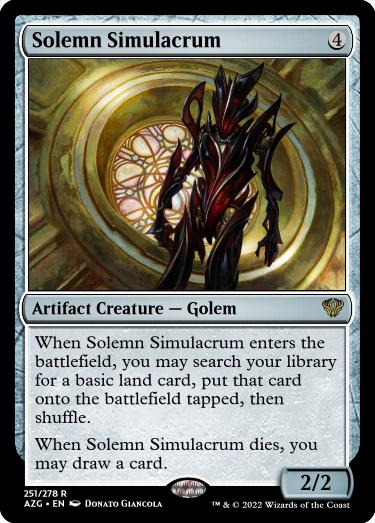 Solemn Simulacrum 4
Artifact Creature — Golem
When Solemn Simulacrum enters the
battlefield, you may search your library
for a basic land card, put that card
onto the battlefield tapped, then
shuffle.
When Solemn Simulacrum dies, you
may draw a card.
2/2
251/278 R
AZG • EN Donato Giancola
™ & © 2022 Wizards of the Coast